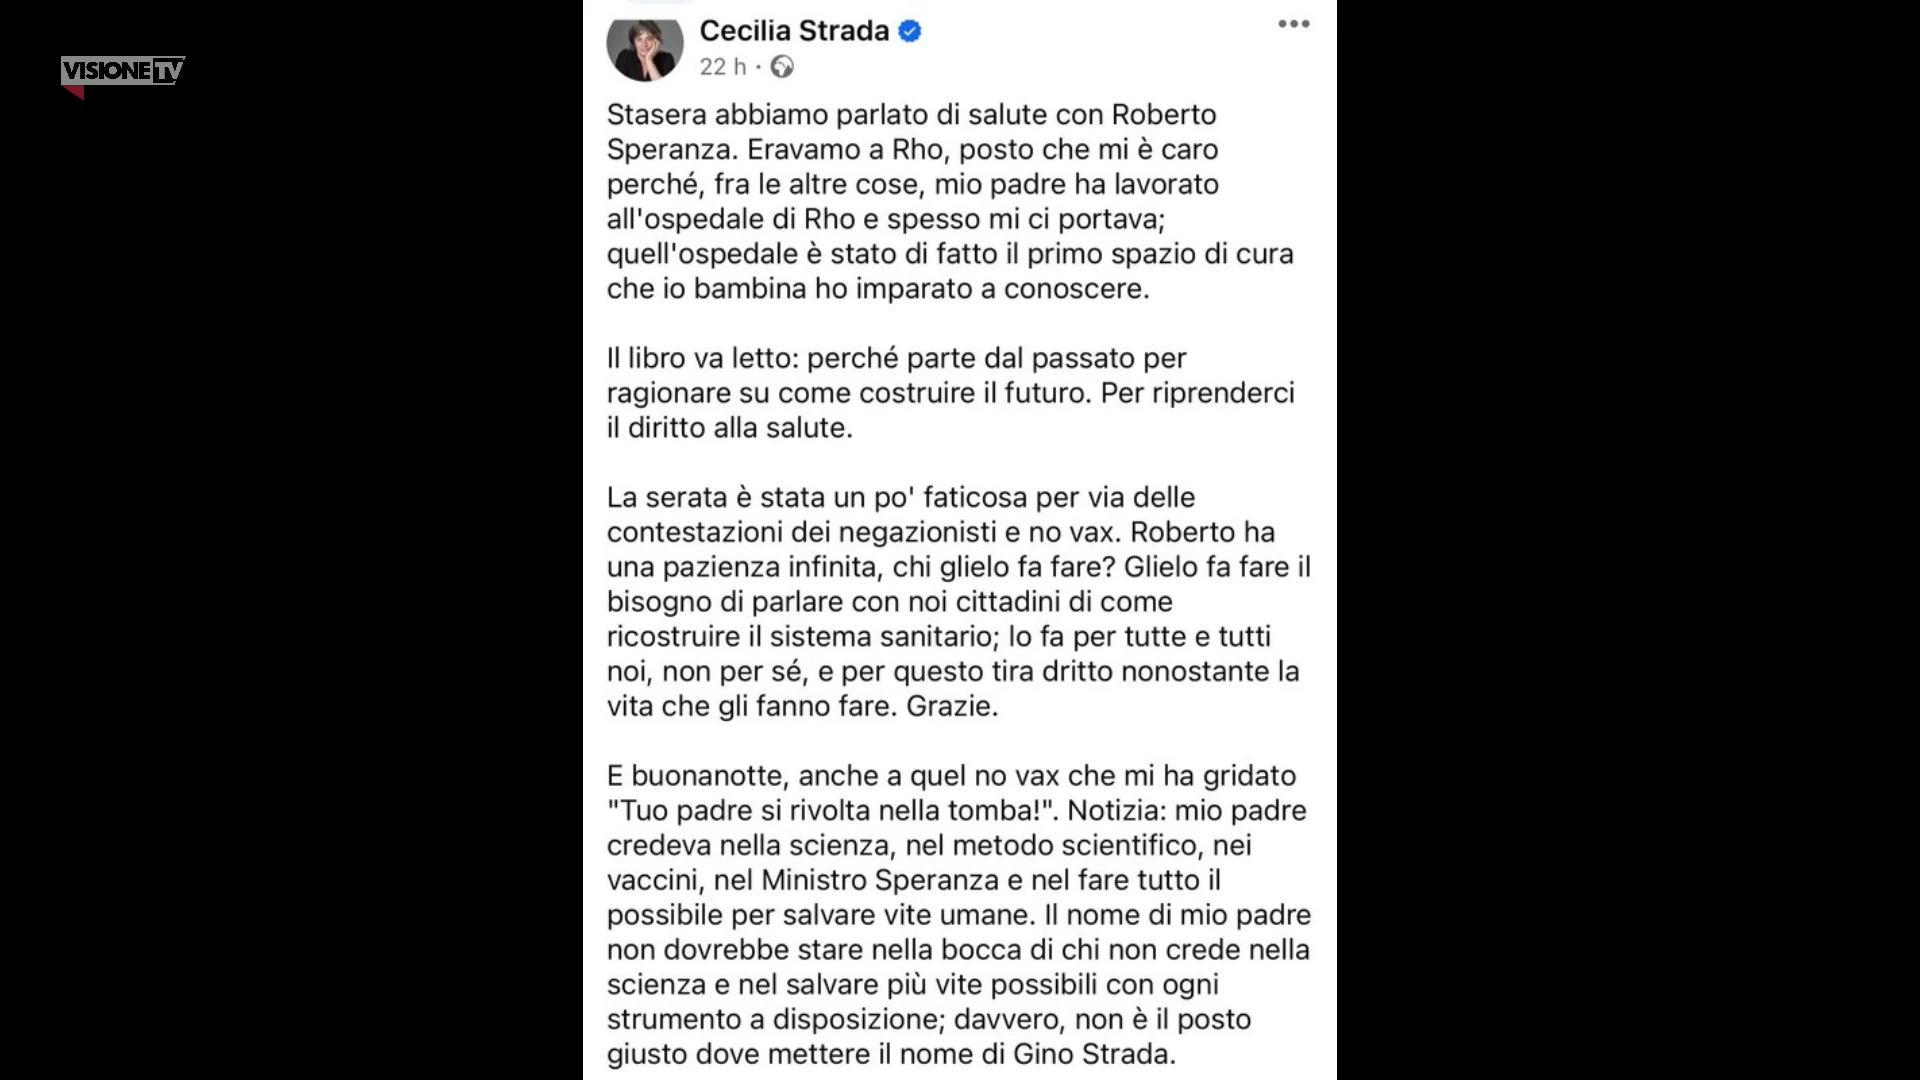 VISIONE TV
Cecilia Strada
22 h ·
Stasera abbiamo parlato di salute con Roberto
Speranza. Eravamo a Rho, posto che mi è caro
perché, fra le altre cose, mio padre ha lavorato
all'ospedale di Rho e spesso mi ci portava;
quell'ospedale è stato di fatto il primo spazio di cura
che io bambina ho imparato a conoscere.
Il libro va letto: perché parte dal passato per
ragionare su come costruire il futuro. Per riprenderci
il diritto alla salute.
La serata è stata un po' faticosa per via delle
contestazioni dei negazionisti e no vax. Roberto ha
una pazienza infinita, chi glielo fa fare? Glielo fa fare il
bisogno di parlare con noi cittadini di come
ricostruire il sistema sanitario; lo fa per tutte e tutti
noi, non per sé, e per questo tira dritto nonostante la
vita che gli fanno fare. Grazie.
E buonanotte, anche a quel no vax che mi ha gridato
"Tuo padre si rivolta nella tomba!". Notizia: mio padre
credeva nella scienza, nel metodo scientifico, nei
vaccini, nel Ministro Speranza e nel fare tutto il
possibile per salvare vite umane. Il nome di mio padre
non dovrebbe stare nella bocca di chi non crede nella
scienza e nel salvare più vite possibili con ogni
strumento a disposizione; davvero, non è il posto
giusto dove mettere il nome di Gino Strada.